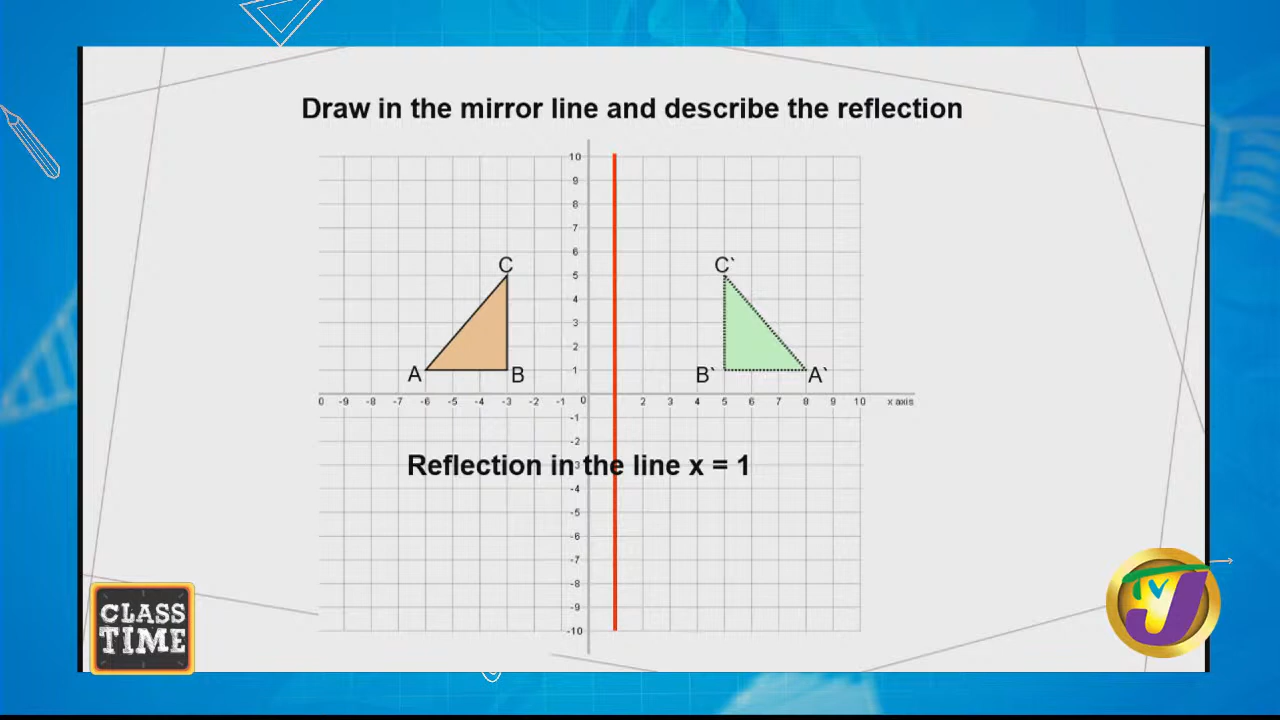 Draw in the mirror line and describe the reflection
10
9
8
7
6
C C`
5
4
3
2
A B 1 B` A`
0 -9 -8 -7 -6 -5 -4 -3 -2 -1 0 2 3 4 5 6 7 8 9 10 x axis
-1
-2
Reflection in the line x = 1
-4
-5
-6
-7
-8
-9
-10
CLASS
TIME
TVJ